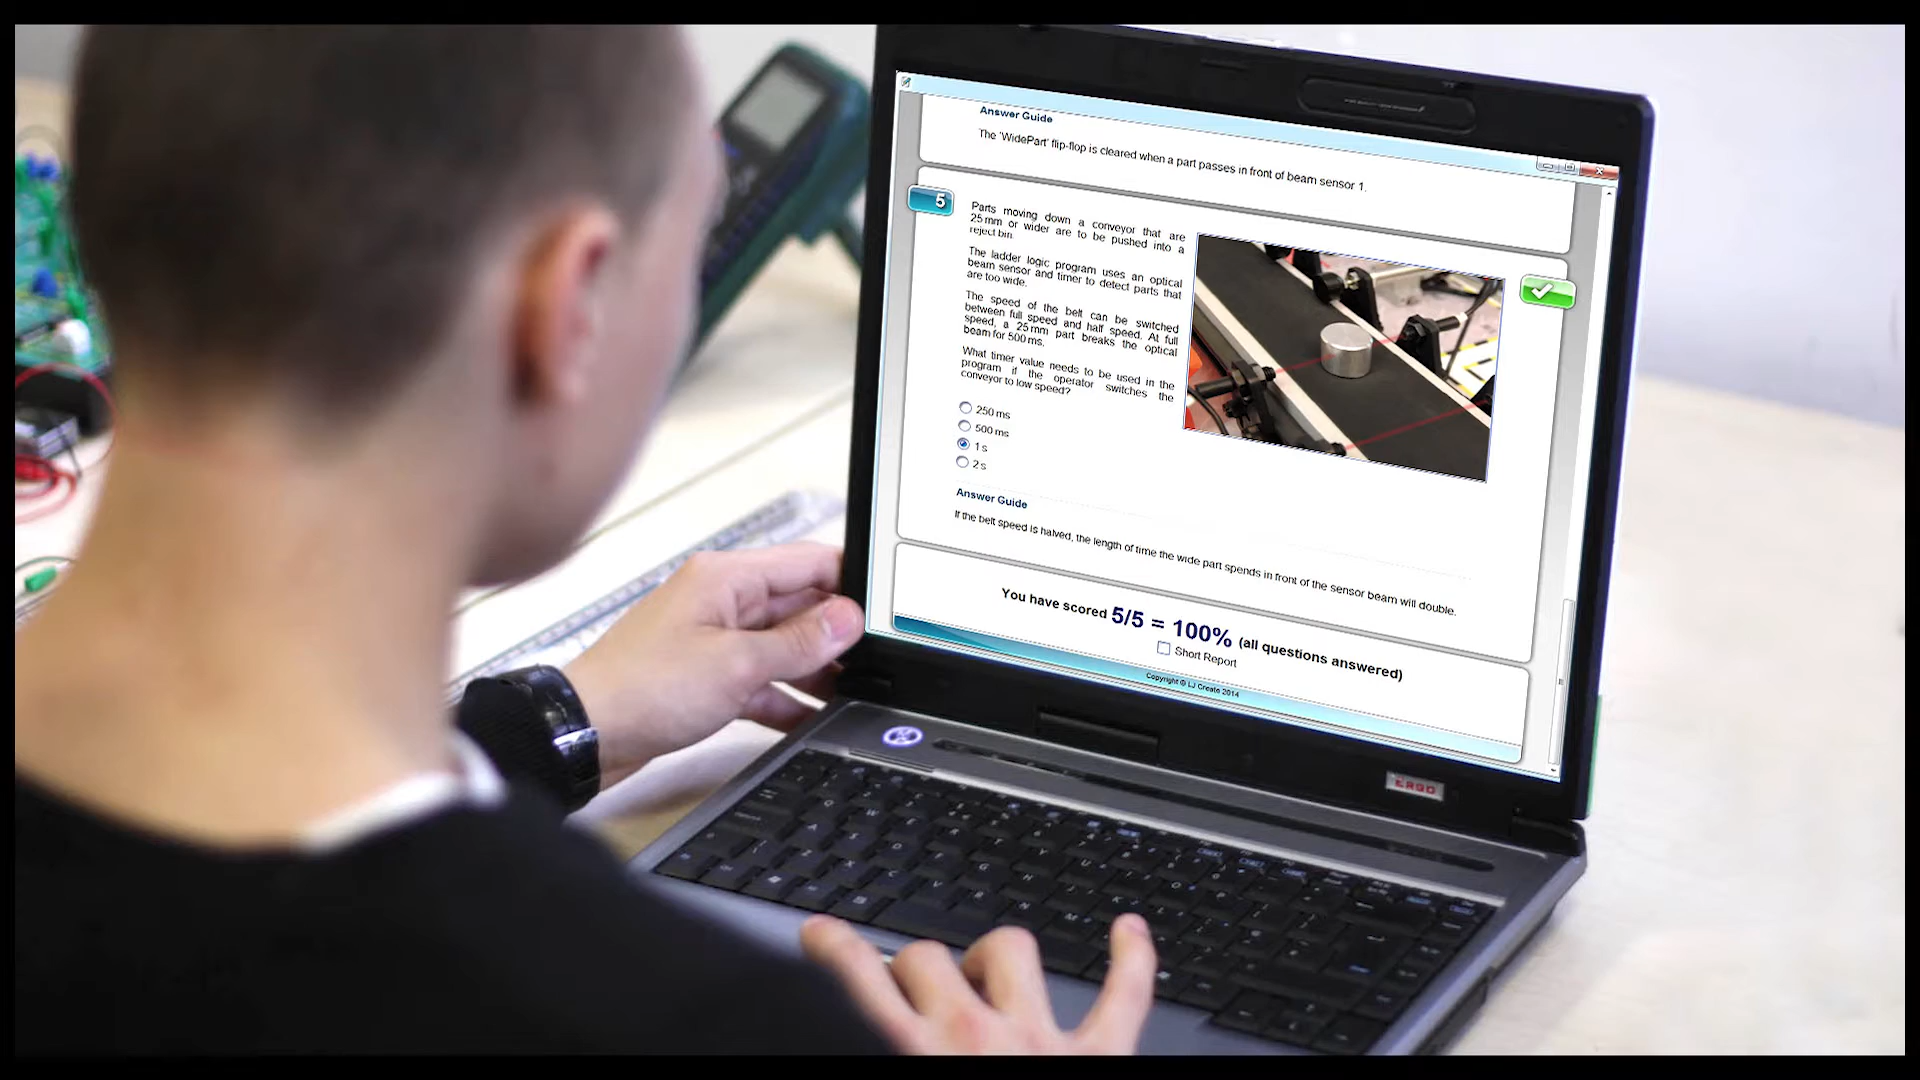 Answer Guide
The 'WidePart' flip-flop is cleared when a part passes in front of beam sensor 1.
5
Parts moving down a conveyor that are
25 mm or wider are to be pushed into a
reject bin.
The ladder logic program uses an optical
beam sensor and timer to detect parts that
are too wide.
The speed of the belt can be switched
between full speed and half speed. At full
speed, a 25 mm part breaks the optical
beam for 500 ms.
What timer value needs to be used in the
program if the operator switches the
conveyor to low speed?
250 ms
500 ms
1 s
2 s
Answer Guide
If the belt speed is halved, the length of time the wide part spends in front of the sensor beam will double.
You have scored 5/5 = 100% (all questions answered)
Short Report
Copyright © LJ Create 2014
ERGO